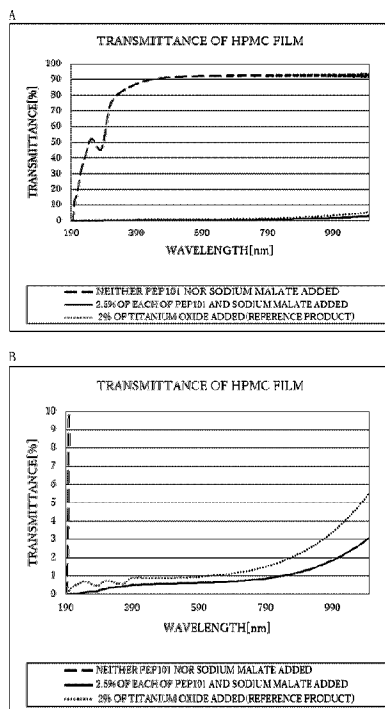 A
TRANSMITTANCE OF HPMC FILM
TRANSMITTANCE[%]
100
90
80
70
60
50
40
30
20
10
0
190 390 590 790 990
WAVELENGTH[nm]
NEITHER PEP101 NOR SODIUM MALATE ADDED
2.5% OF EACH OF PEP101 AND SODIUM MALATE ADDED
2% OF TITANIUM OXIDE ADDED(REFERENCE PRODUCT)
B
TRANSMITTANCE OF HPMC FILM
TRANSMITTANCE[%]
10
9
8
7
6
5
4
3
2
1
0
190 390 590 790 990
WAVELENGTH[nm]
NEITHER PEP101 NOR SODIUM MALATE ADDED
2.5% OF EACH OF PEP101 AND SODIUM MALATE ADDED
2% OF TITANIUM OXIDE ADDED(REFERENCE PRODUCT)